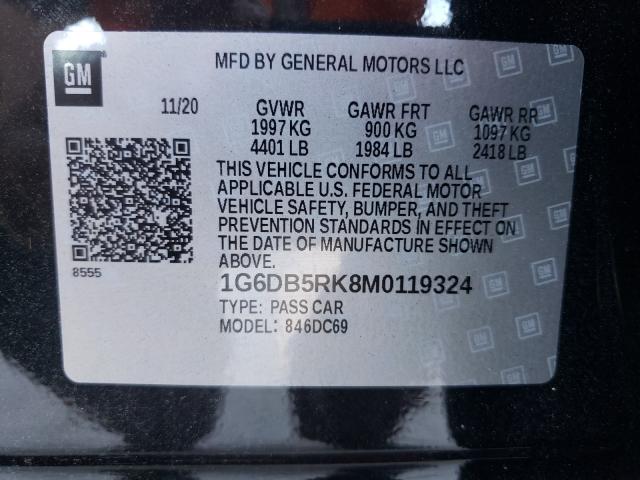 GM
MFD BY GENERAL MOTORS LLC
11/20 GVWR GAWR FRT GAWR RR
1997 KG 900 KG 1097 KG
4401 LB 1984 LB 2418 LB
THIS VEHICLE CONFORMS TO ALL
APPLICABLE U.S. FEDERAL MOTOR
VEHICLE SAFETY, BUMPER, AND THEFT
PREVENTION STANDARDS IN EFFECT ON
THE DATE OF MANUFACTURE SHOWN
ABOVE.
8555
1G6DB5RK8M0119324
TYPE: PASS CAR
MODEL: 846DC69